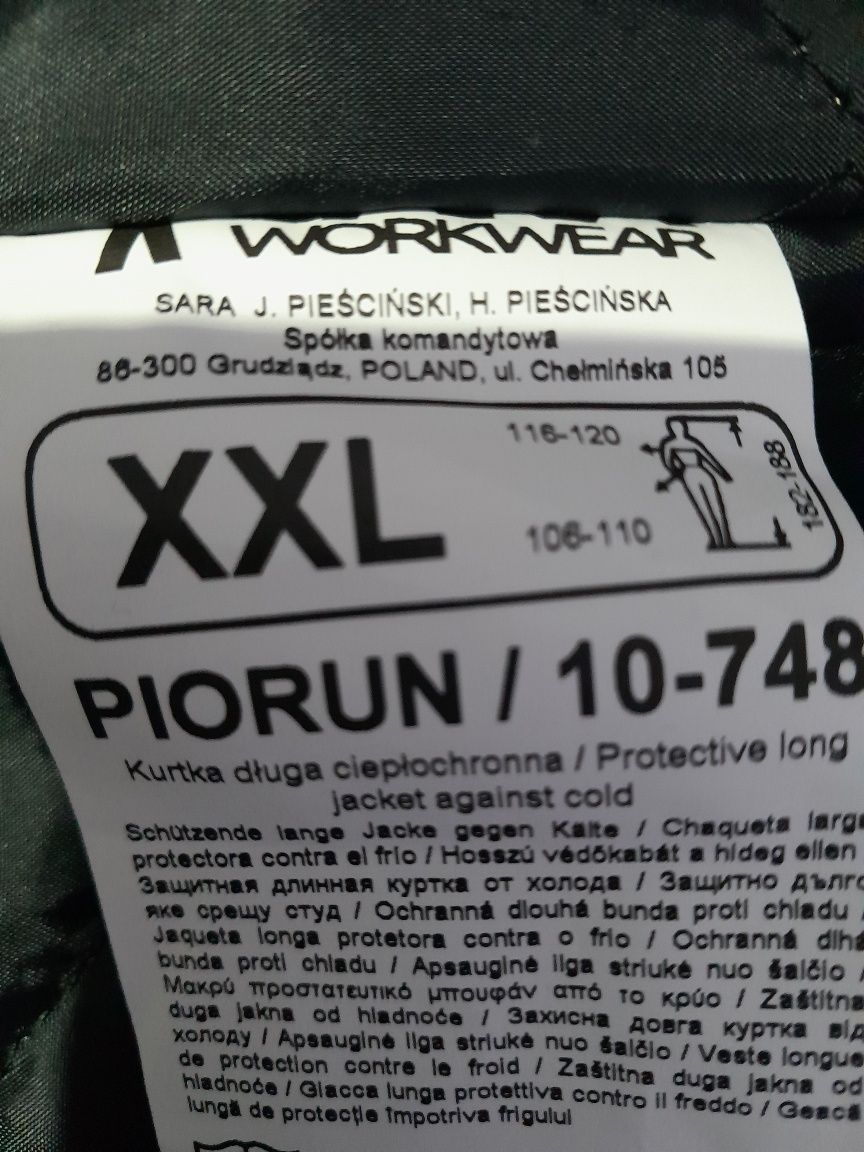 WORKWEAR
SARA J. PIEŚCIŃSKI, H. PIEŚCIŃSKA
Spółka komandytowa
86-300 Grudziądz, POLAND, ul. Chełmińska 105
XXL
116-120
106-110
182-188
PIORUN / 10-748
Kurtka długa ciepłochronna / Protective long
jacket against cold
Schützende lange Jacke gegen Kälte / Chaqueta larga
protectora contra el frio / Hosszú védőkabát a hideg ellen
Защитная длинная куртка от холода / Защитно дълго
яке срещу студ / Ochranná dlouhá bunda proti chladu /
Jaqueta longa protetora contra o frio / Ochranná dlhá
bunda proti chladu / Apsauginė ilga striukė nuo šalčio /
Μακρύ προστατευτικό μπουφάν από το κρύο / Zaštitna
duga jakna od hladnoće / Захисна довга куртка від
холоду / Apsauginė ilga striukė nuo šalčio / Veste longue
de protection contre le froid / Zaštitna duga jakna od
hladnoće / Giacca lunga protettiva contro il freddo / Geacă
lungă de protecție împotriva frigului